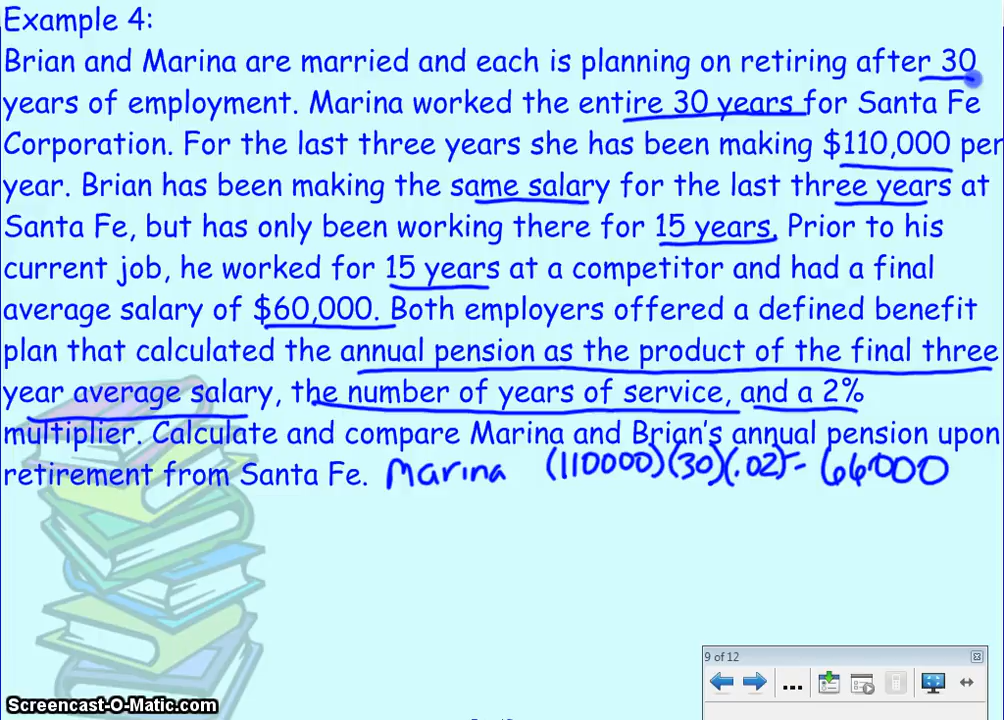 Example 4:
Brian and Marina are married and each is planning on retiring after 30
years of employment. Marina worked the entire 30 years for Santa Fe
Corporation. For the last three years she has been making $110,000 per
year. Brian has been making the same salary for the last three years at
Santa Fe, but has only been working there for 15 years. Prior to his
current job, he worked for 15 years at a competitor and had a final
average salary of $60,000. Both employers offered a defined benefit
plan that calculated the annual pension as the product of the final three
year average salary, the number of years of service, and a 2%
multiplier. Calculate and compare Marina and Brian's annual pension upon
retirement from Santa Fe. Marina (110000)(30)(.02)= 66000
9 of 12
Screencast-O-Matic.com